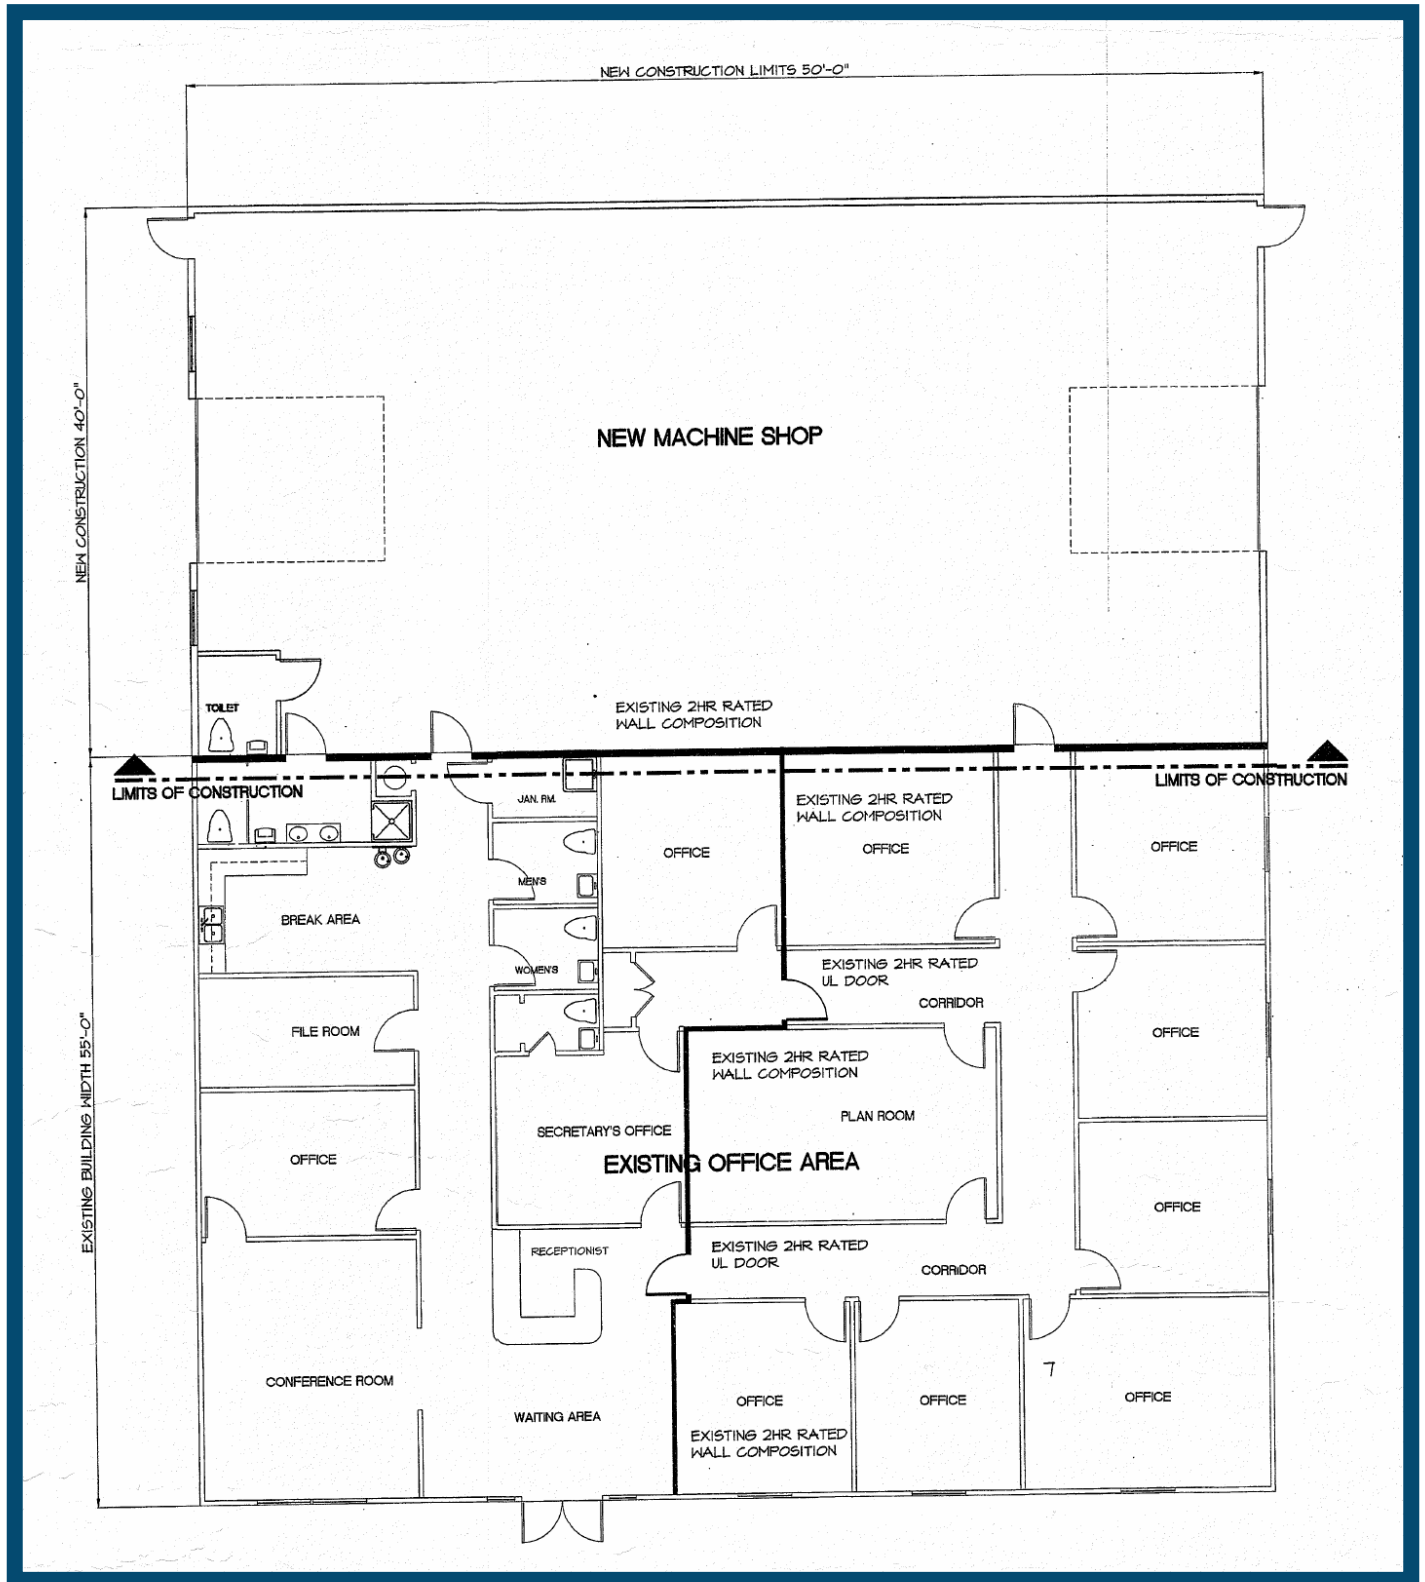 NEW CONSTRUCTION LIMITS 50'-0"
NEW CONSTRUCTION 40'-0"
NEW MACHINE SHOP
TOILET
EXISTING 2HR RATED
WALL COMPOSITION
LIMITS OF CONSTRUCTION
LIMITS OF CONSTRUCTION
JAN. RM.
EXISTING 2HR RATED
WALL COMPOSITION
OFFICE
OFFICE
OFFICE
MEN'S
BREAK AREA
WOMEN'S
EXISTING 2HR RATED
UL DOOR
CORRIDOR
FILE ROOM
OFFICE
EXISTING 2HR RATED
WALL COMPOSITION
PLAN ROOM
SECRETARY'S OFFICE
EXISTING OFFICE AREA
OFFICE
EXISTING BUILDING WIDTH 55'-0"
OFFICE
RECEPTIONIST
EXISTING 2HR RATED
UL DOOR
CORRIDOR
CONFERENCE ROOM
7
WAITING AREA
OFFICE
EXISTING 2HR RATED
WALL COMPOSITION
OFFICE
OFFICE